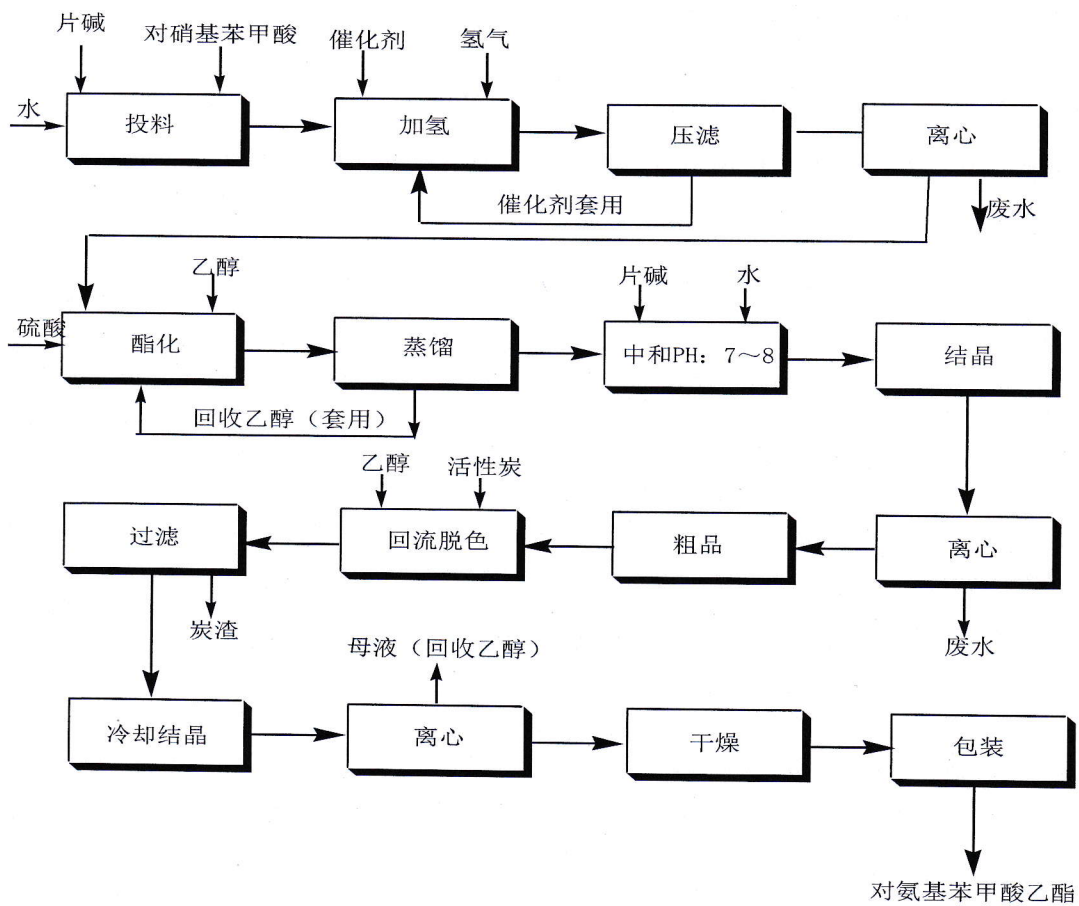 片碱
对硝基苯甲酸
催化剂
氢气
水
投料
加氢
压滤
离心
催化剂套用
废水
乙醇
片碱
水
硫酸
酯化
蒸馏
中和PH：7～8
结晶
回收乙醇（套用）
乙醇
活性炭
过滤
回流脱色
粗品
离心
炭渣
废水
母液（回收乙醇）
冷却结晶
离心
干燥
包装
对氨基苯甲酸乙酯